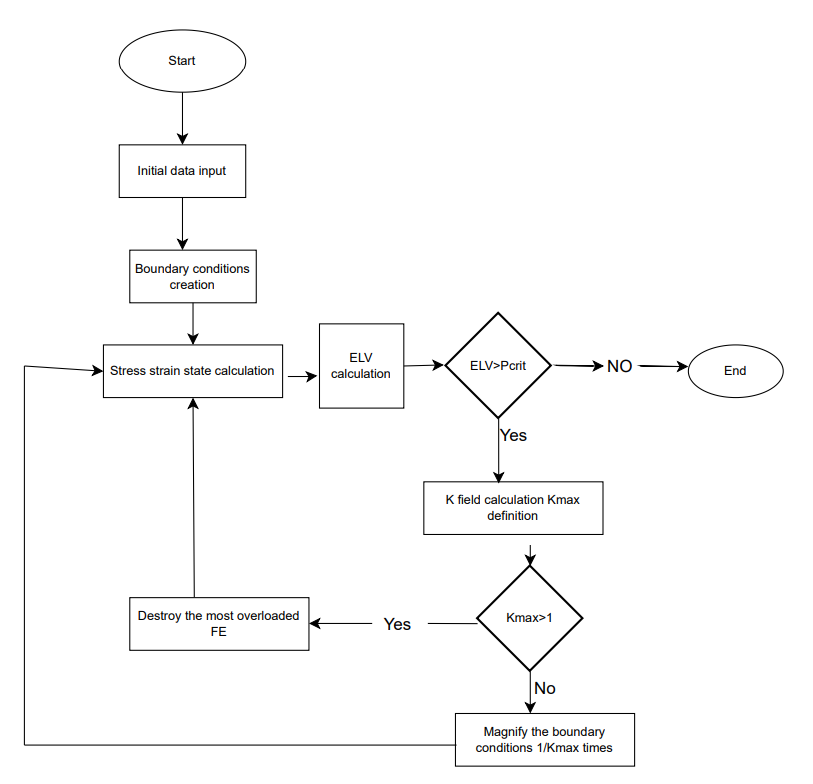 Start
Initial data input
Boundary conditions
creation
Stress strain state calculation
ELV
calculation
ELV>Pcrit
NO
End
Yes
K field calculation Kmax
definition
Kmax>1
Yes
Destroy the most overloaded
FE
No
Magnify the boundary
conditions 1/Kmax times